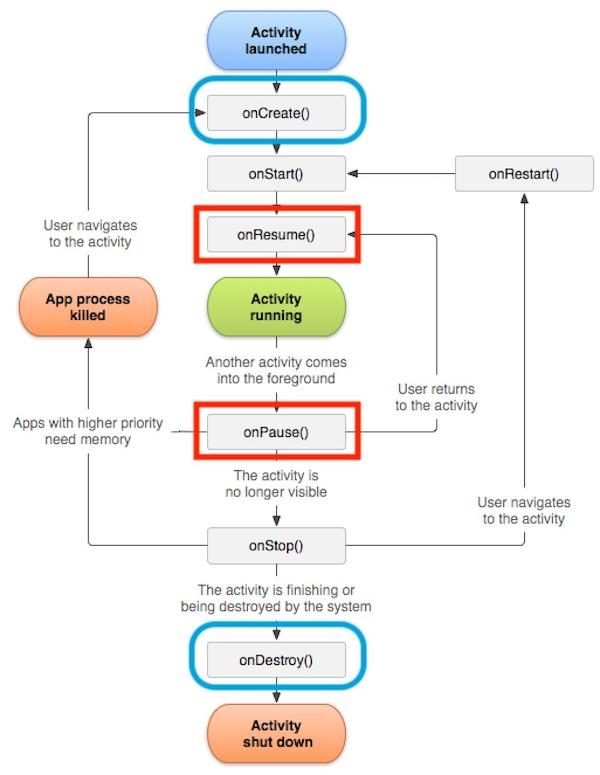 Activity
launched
onCreate()
onStart()
onRestart()
onResume()
User navigates
to the activity
App process
killed
Activity
running
Another activity comes
into the foreground
User returns
to the activity
Apps with higher priority
need memory
onPause()
The activity is
no longer visible
User navigates
to the activity
onStop()
The activity is finishing or
being destroyed by the system
onDestroy()
Activity
shut down